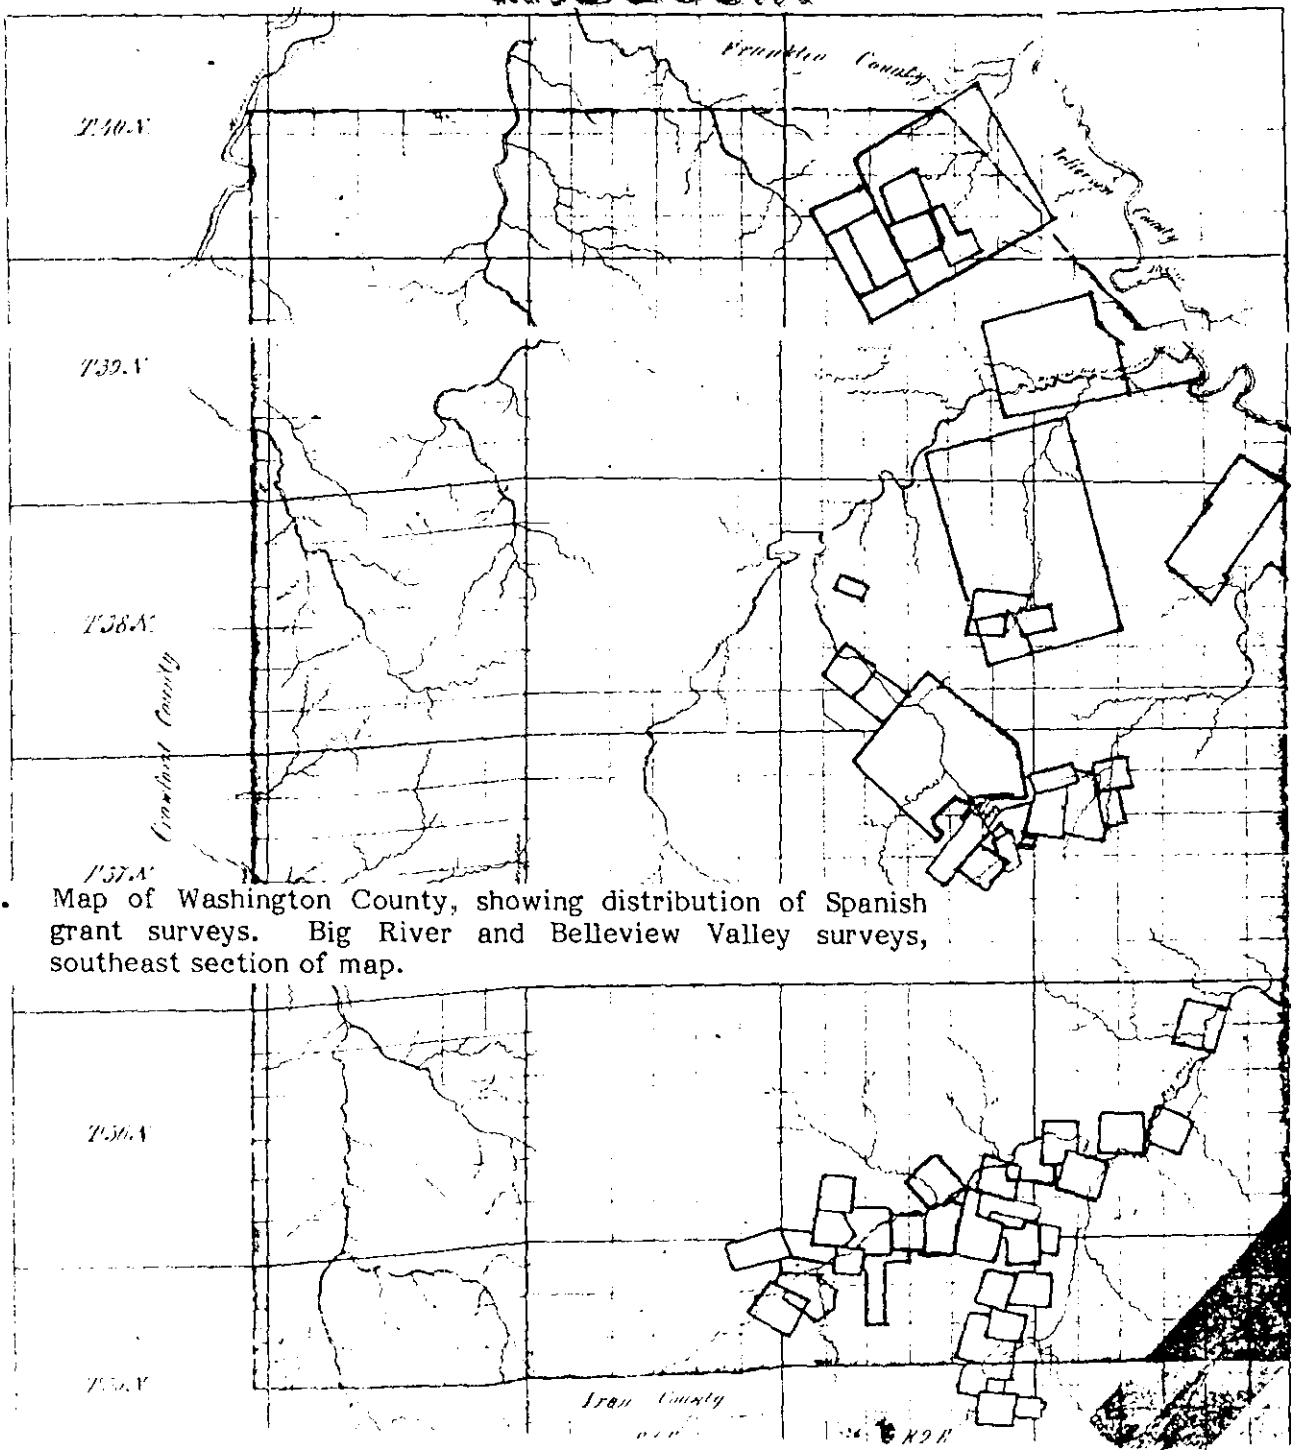 Franklin County
T.40.N
Jefferson County
T.39.N
T.38.N.
Crawford County
T.37.N
Map of Washington County, showing distribution of Spanish
grant surveys. Big River and Belleview Valley surveys,
southeast section of map.
T.36.N
Iron County
R 2 E